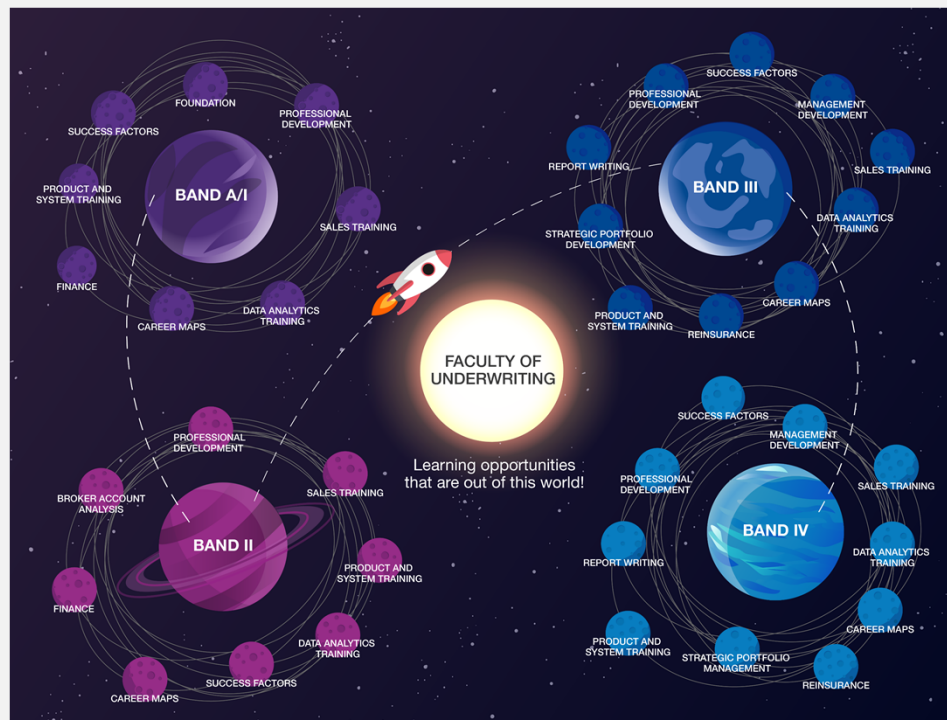 FOUNDATION
SUCCESS FACTORS
PROFESSIONAL
DEVELOPMENT
BAND A/I
PRODUCT AND
SYSTEM TRAINING
SALES TRAINING
FINANCE
CAREER MAPS
DATA ANALYTICS
TRAINING
SUCCESS FACTORS
PROFESSIONAL
DEVELOPMENT
MANAGEMENT
DEVELOPMENT
REPORT WRITING
BAND III
SALES TRAINING
STRATEGIC PORTFOLIO
DEVELOPMENT
DATA ANALYTICS
TRAINING
PRODUCT AND
SYSTEM TRAINING
CAREER MAPS
REINSURANCE
FACULTY OF
UNDERWRITING
Learning opportunities
that are out of this world!
PROFESSIONAL
DEVELOPMENT
BROKER ACCOUNT
ANALYSIS
SALES TRAINING
BAND II
PRODUCT AND
SYSTEM TRAINING
FINANCE
DATA ANALYTICS
TRAINING
CAREER MAPS
SUCCESS FACTORS
SUCCESS FACTORS
MANAGEMENT
DEVELOPMENT
PROFESSIONAL
DEVELOPMENT
SALES TRAINING
BAND IV
REPORT WRITING
DATA ANALYTICS
TRAINING
CAREER MAPS
PRODUCT AND
SYSTEM TRAINING
STRATEGIC PORTFOLIO
MANAGEMENT
REINSURANCE